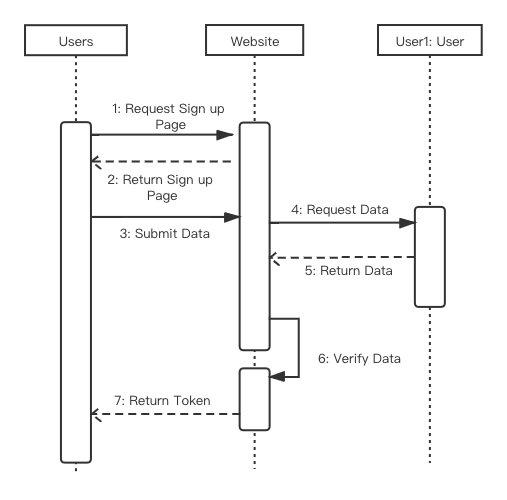 Users
Website
User1: User
1: Request Sign up
Page
2: Return Sign up
Page
3: Submit Data
4: Request Data
5: Return Data
6: Verify Data
7: Return Token